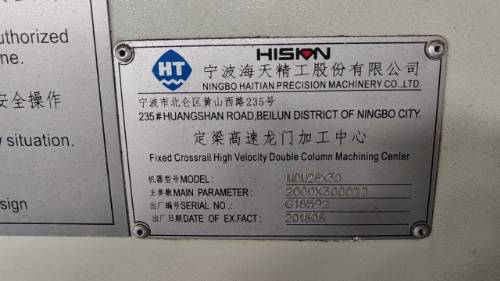 uthorized
ne.
安全操作
situation.
sign
HT
HISION
宁波海天精工股份有限公司
NINGBO HAITIAN PRECISION MACHINERY CO.,LTD.
宁波市北仑区黄山西路235号
235#HUANGSHAN ROAD,BEILUN DISTRICT OF NINGBO CITY.
定梁高速龙门加工中心
Fixed Crossrail High Velocity Double Column Machining Center
机器型号MODEL:
主参数MAIN PARAMETER: 2000X3000
出厂编号SERIAL NO.: G18592
出厂日期DATE OF EX.FACT: 201808